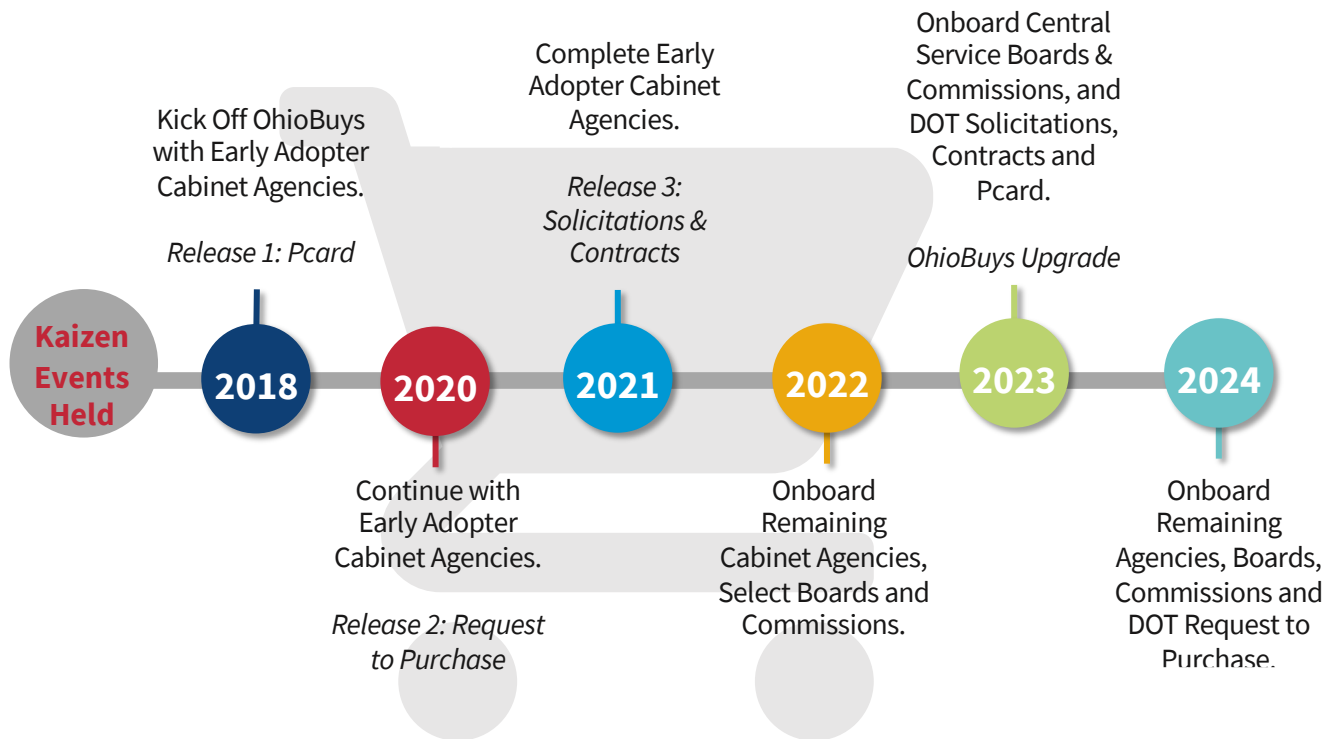 Kaizen
Events
Held
Kick Off OhioBuys
with Early Adopter
Cabinet Agencies.
Release 1: Pcard
2018
2020
Continue with
Early Adopter
Cabinet Agencies.
Release 2: Request
to Purchase
Complete Early
Adopter Cabinet
Agencies.
Release 3:
Solicitations &
Contracts
2021
2022
Onboard
Remaining
Cabinet Agencies,
Select Boards and
Commissions.
Onboard Central
Service Boards &
Commissions, and
DOT Solicitations,
Contracts and
Pcard.
OhioBuys Upgrade
2023
2024
Onboard
Remaining
Agencies, Boards,
Commissions and
DOT Request to
Purchase.